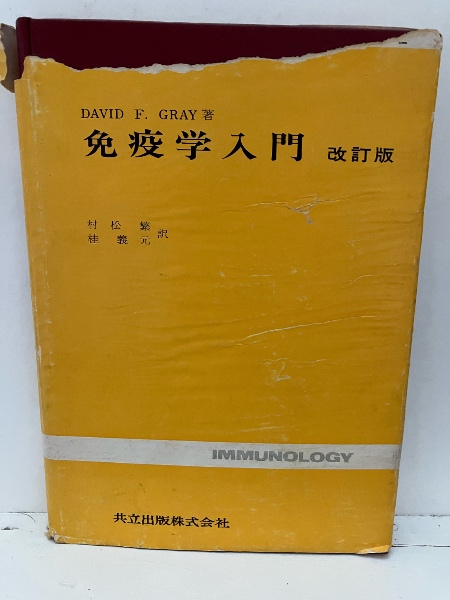 DAVID F. GRAY 著
免疫学入門 改訂版
村松 繁
桂 義元 訳
IMMUNOLOGY
共立出版株式会社